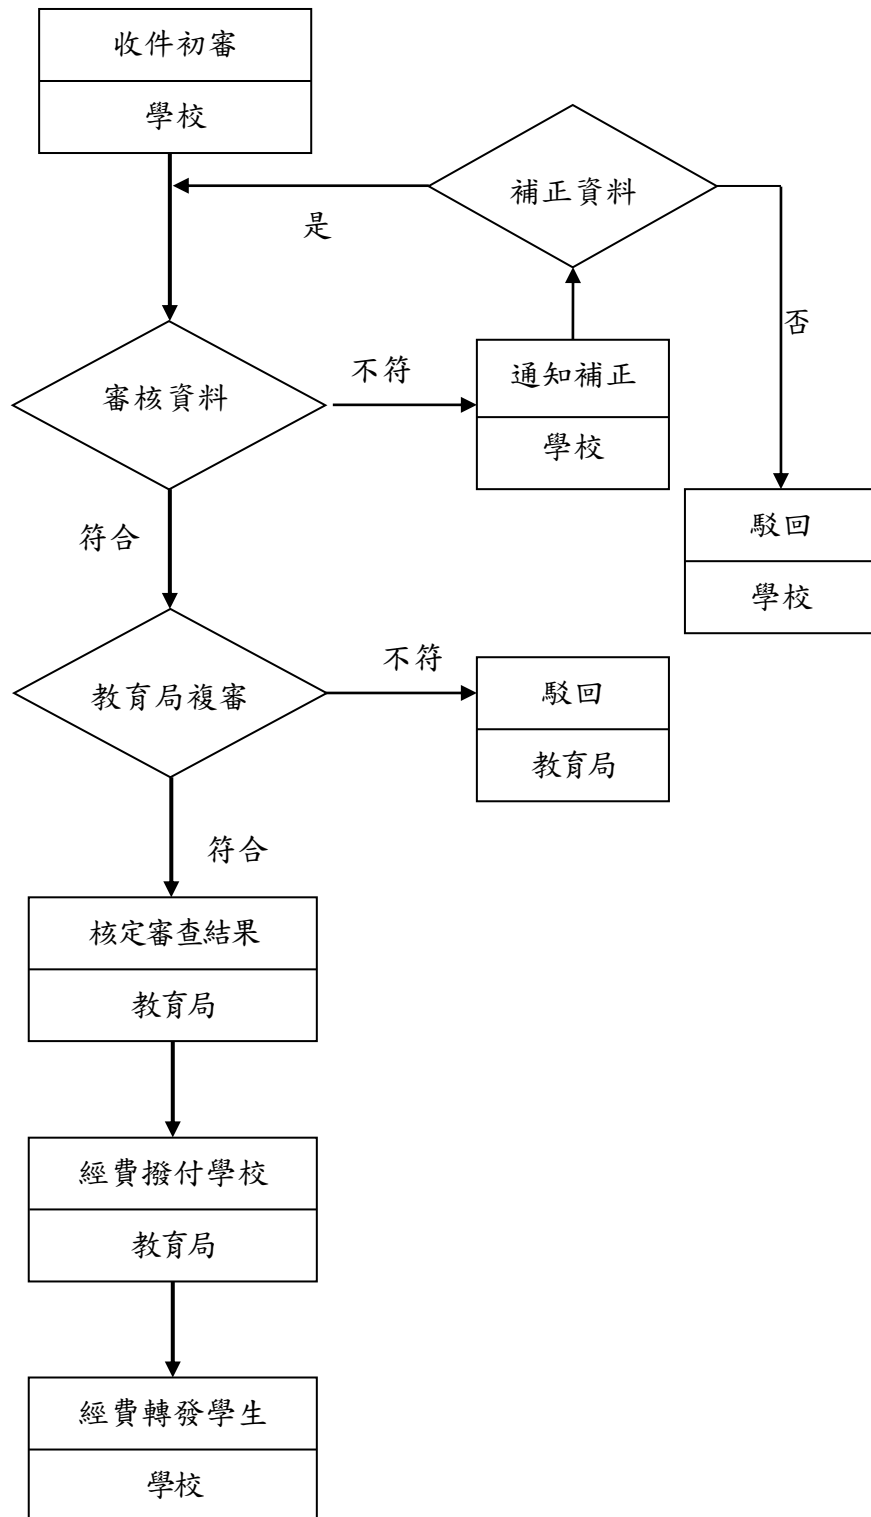 收件初審
學校
補正資料
是
否
審核資料
不符
通知補正
學校
符合
駁回
學校
教育局複審
不符
駁回
教育局
符合
核定審查結果
教育局
經費撥付學校
教育局
經費轉發學生
學校